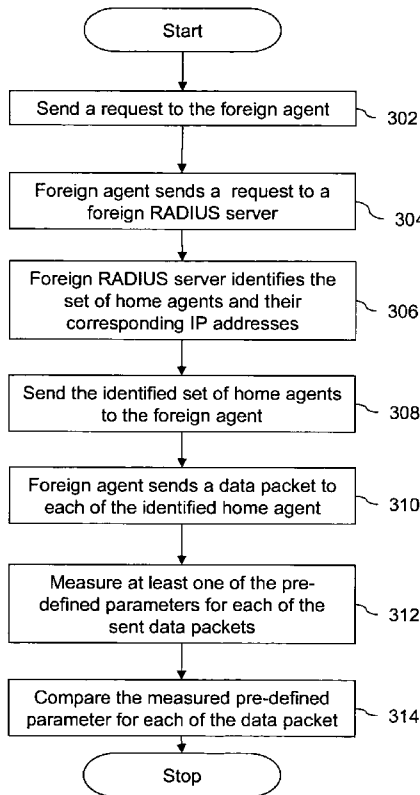 Start
Send a request to the foreign agent
302
Foreign agent sends a request to a
foreign RADIUS server
304
Foreign RADIUS server identifies the
set of home agents and their
corresponding IP addresses
306
Send the identified set of home agents
to the foreign agent
308
Foreign agent sends a data packet to
each of the identified home agent
310
Measure at least one of the pre-
defined parameters for each of the
sent data packets
312
Compare the measured pre-defined
parameter for each of the data packet
314
Stop